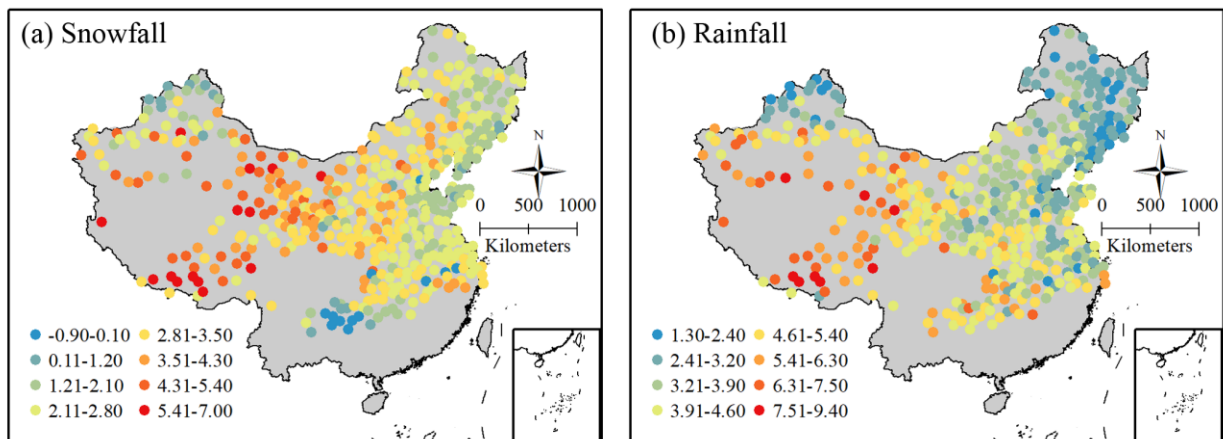 (a) Snowfall
N
0 500 1000
Kilometers
-0.90-0.10
0.11-1.20
1.21-2.10
2.11-2.80
2.81-3.50
3.51-4.30
4.31-5.40
5.41-7.00
(b) Rainfall
N
0 500 1000
Kilometers
1.30-2.40
2.41-3.20
3.21-3.90
3.91-4.60
4.61-5.40
5.41-6.30
6.31-7.50
7.51-9.40